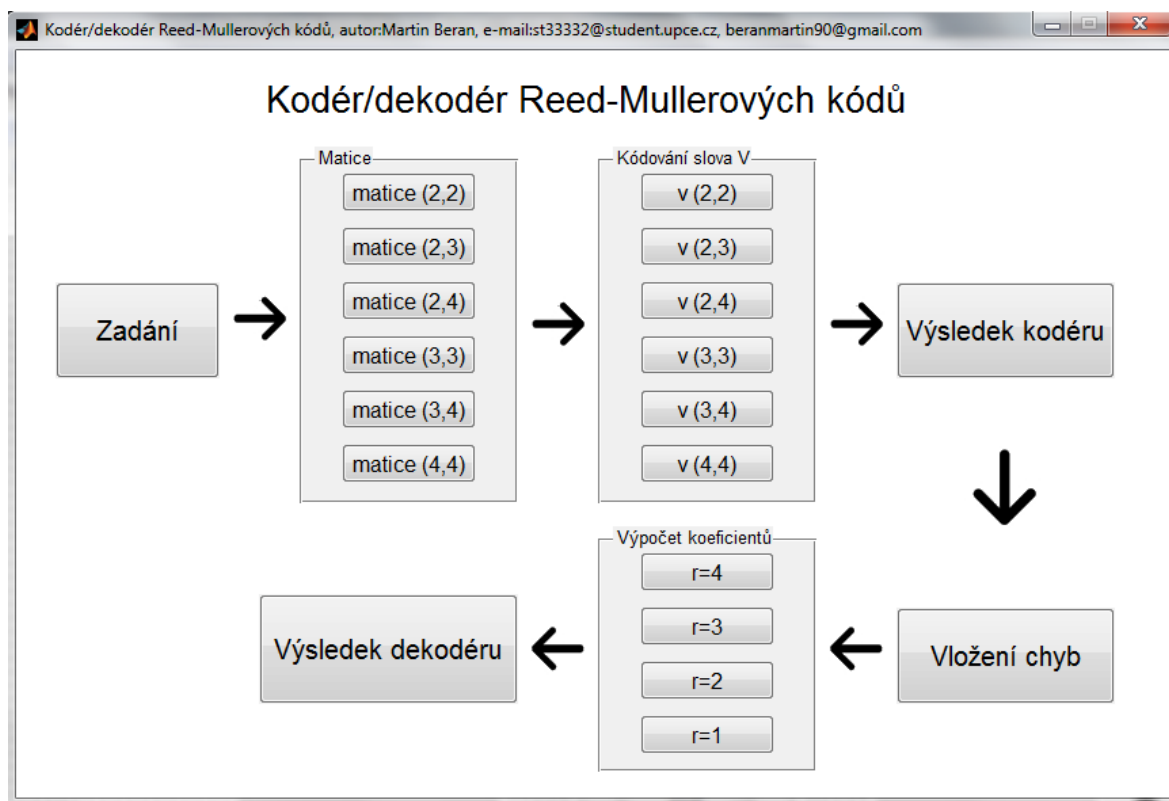 Kodér/dekodér Reed-Mullerových kódů, autor:Martin Beran, e-mail:st33332@student.upce.cz, beranmartin90@gmail.com
Kodér/dekodér Reed-Mullerových kódů
Zadání
Matice
matice (2,2)
matice (2,3)
matice (2,4)
matice (3,3)
matice (3,4)
matice (4,4)
Kódování slova V
v (2,2)
v (2,3)
v (2,4)
v (3,3)
v (3,4)
v (4,4)
Výsledek kodéru
Vložení chyb
Výpočet koeficientů
r=4
r=3
r=2
r=1
Výsledek dekodéru